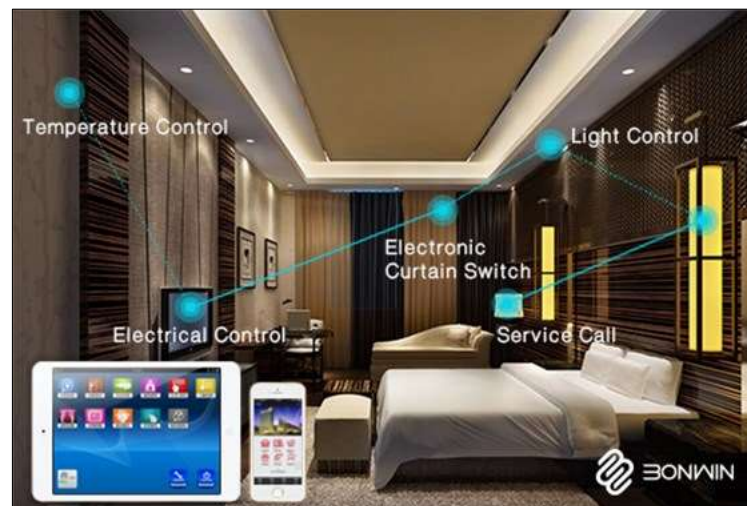 Temperature Control
Light Control
Electronic
Curtain Switch
Electrical Control
Service Call
BONWIN